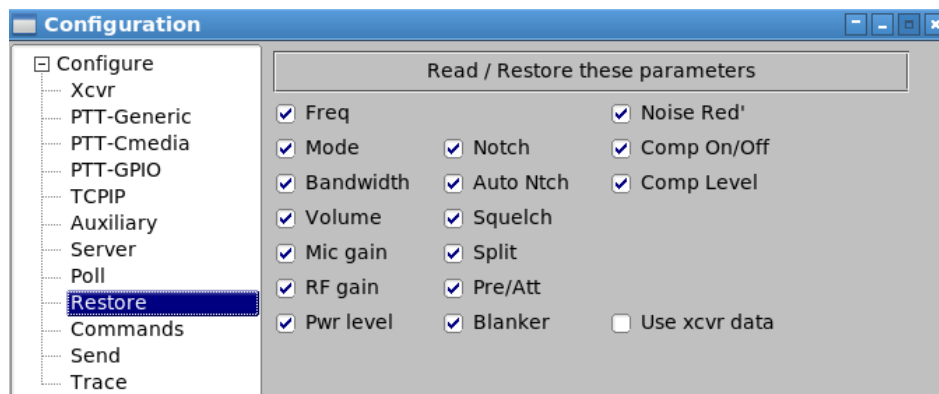 Configuration
Configure
Xcvr
PTT-Generic
PTT-Cmedia
PTT-GPIO
TCPIP
Auxiliary
Server
Poll
Restore
Commands
Send
Trace
Read / Restore these parameters
Freq Noise Red'
Mode Notch Comp On/Off
Bandwidth Auto Ntch Comp Level
Volume Squelch
Mic gain Split
RF gain Pre/Att
Pwr level Blanker Use xcvr data